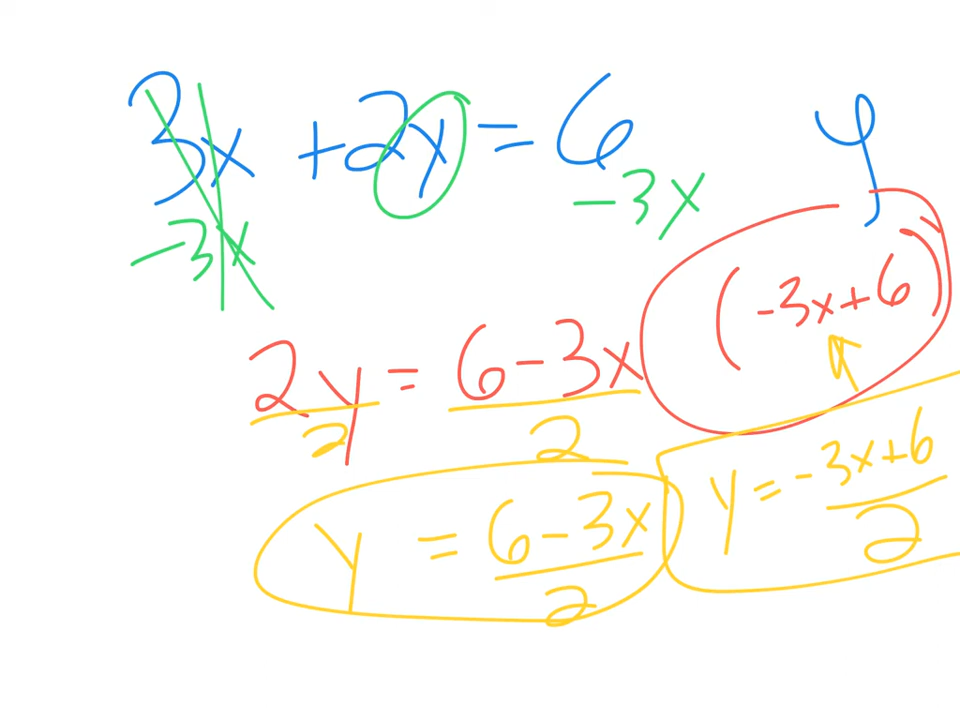 3x + 2y = 6 y
-3x -3x
(-3x+6)
2y = 6-3x
2 2
y = 6-3x y = -3x+6
2 2